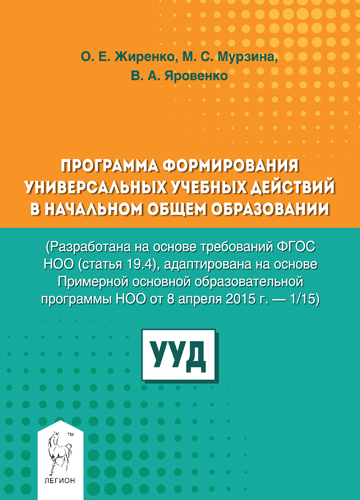 О. Е. Жиренко, М. С. Мурзина,
В. А. Яровенко
ПРОГРАММА ФОРМИРОВАНИЯ
УНИВЕРСАЛЬНЫХ УЧЕБНЫХ ДЕЙСТВИЙ
В НАЧАЛЬНОМ ОБЩЕМ ОБРАЗОВАНИИ
(Разработана на основе требований ФГОС
НОО (статья 19.4), адаптирована на основе
Примерной основной образовательной
программы НОО от 8 апреля 2015 г. — 1/15)
УУД
TM
ЛЕГИОН